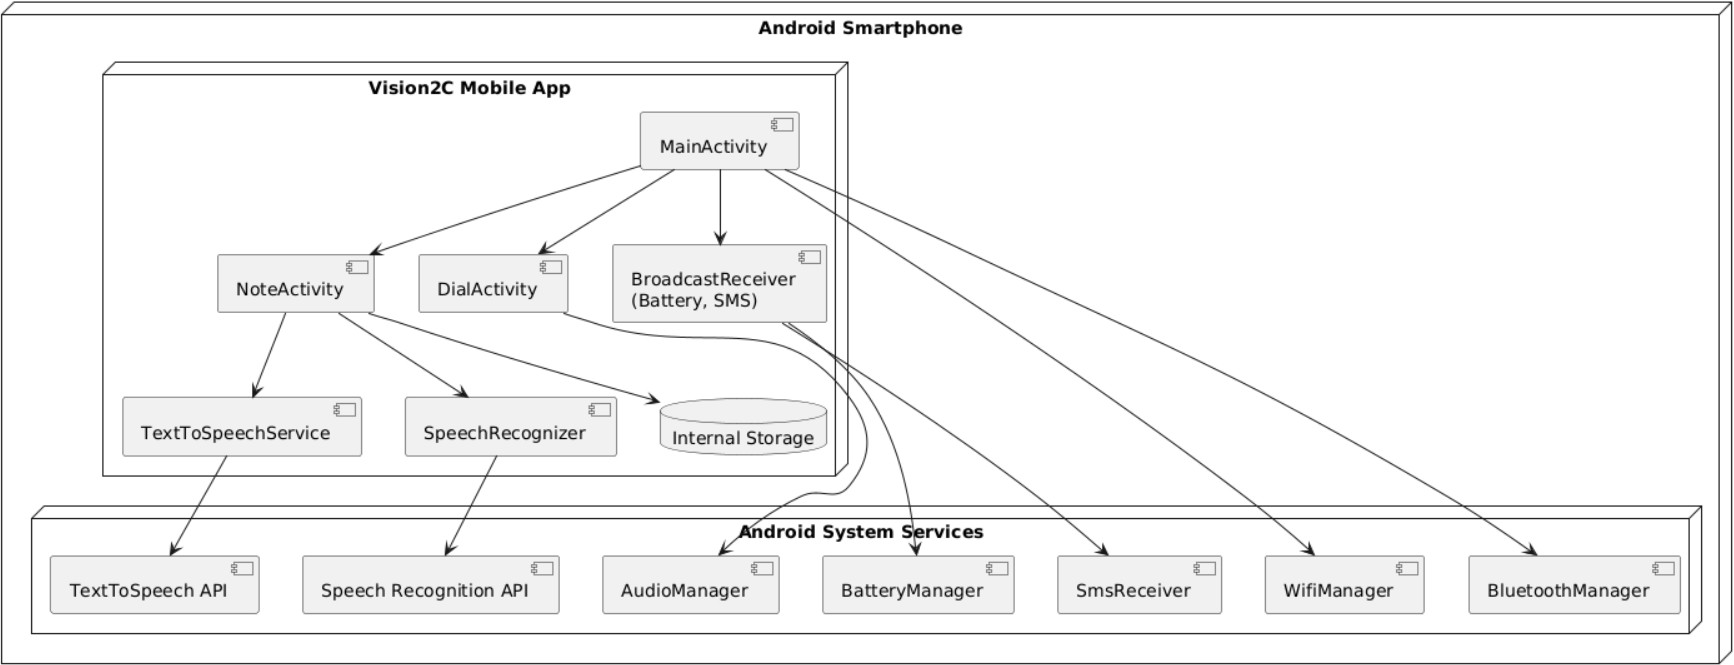 Android Smartphone
Vision2C Mobile App
MainActivity
NoteActivity
DialActivity
BroadcastReceiver
(Battery, SMS)
TextToSpeechService
SpeechRecognizer
Internal Storage
Android System Services
TextToSpeech API
Speech Recognition API
AudioManager
BatteryManager
SmsReceiver
WifiManager
BluetoothManager